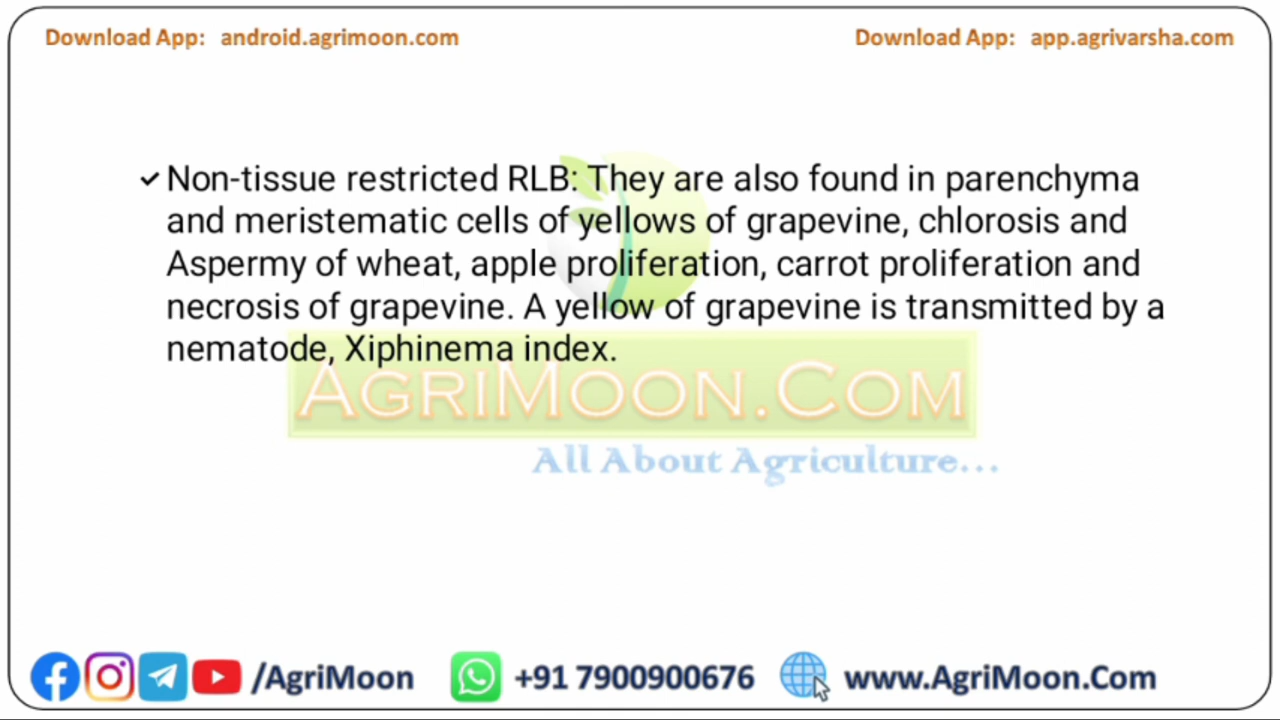 Download App: android.agrimoon.com
Download App: app.agrivarsha.com
✓ Non-tissue restricted RLB: They are also found in parenchyma
and meristematic cells of yellows of grapevine, chlorosis and
Aspermy of wheat, apple proliferation, carrot proliferation and
necrosis of grapevine. A yellow of grapevine is transmitted by a
nematode, Xiphinema index.
AGRIMOON.COM
All About Agriculture...
/AgriMoon
+91 7900900676
www.AgriMoon.Com